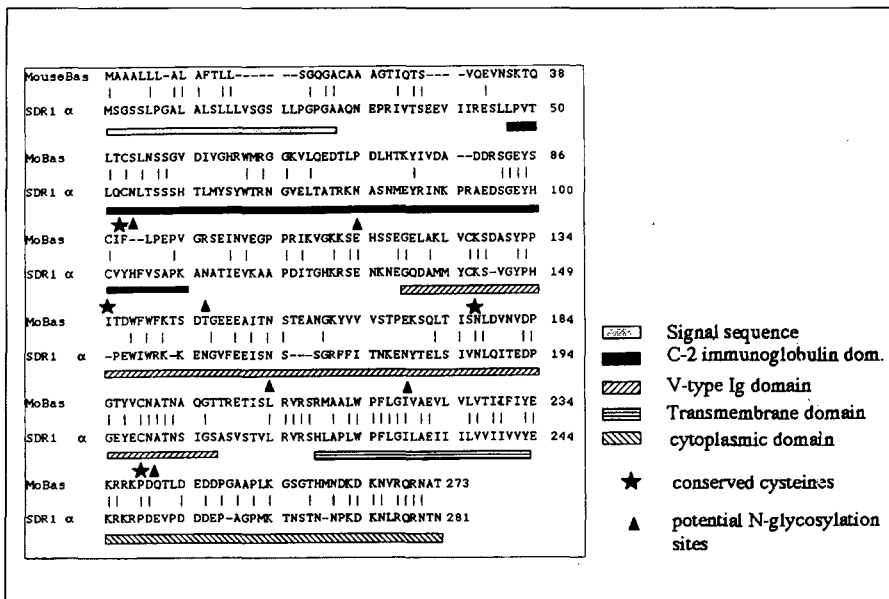 MouseBas MAAALLL-AL AFTLL----- -SGQGACAA AGTIQTS--- -VQEVNSKTQ 38
SDR1 α MSGSSLPGAL ALSLLLVSGS LLPGPGAAQN EPRIVTSEEV IIRESLLPVT 50
MoBas LTCSLNSSGV DIVGHRWMRG GKVLQEDTLP DLHTKYIVDA -DDRSGEYS 86
SDR1 α LQCNLTSSSH TLMYSYWTRN GVELTATRKN ASNMEYRINK PRAEDSGEYH 100
MoBas CIF--LPEPV GRSEINVEGP PRIKVGKKSE HSSEGELAKL VCKSDASYPP 134
SDR1 α CVYHFVSAPK ANATIEVKAA PDITGHKRSE NKNEGQDAMM YCKS-VGYPH 149
MoBas ITDWFWFKTS DTGEEEAITN STEANGKYVV VSTPEKSQLT ISNLDVNVDP 184
SDR1 α -PEWIWRK-K ENGVFEEISN S---SGRFFI TNKENYTELS IVNLQITEDP 194
MoBas GTYVCNATNA QGTTRETISL RVRSRMAALW PFLGIVAEVL VLVTIIFIYE 234
SDR1 α GEYECNATNS IGSASVSTVL RVRSHLAPLW PFLGILAEII ILVVIIVVYE 244
MoBas KRRKPDQTLD EDDPGAAPLK GSGTHMNDKD KNVRQRNAT 273
SDR1 α KRKRPDEVPD DDEP-AGPMK TNSTNN-NPKD KNLRQRNTN 281
Signal sequence
C-2 immunoglobulin dom.
V-type Ig domain
Transmembrane domain
cytoplasmic domain
conserved cysteines
potential N-glycosylation
sites